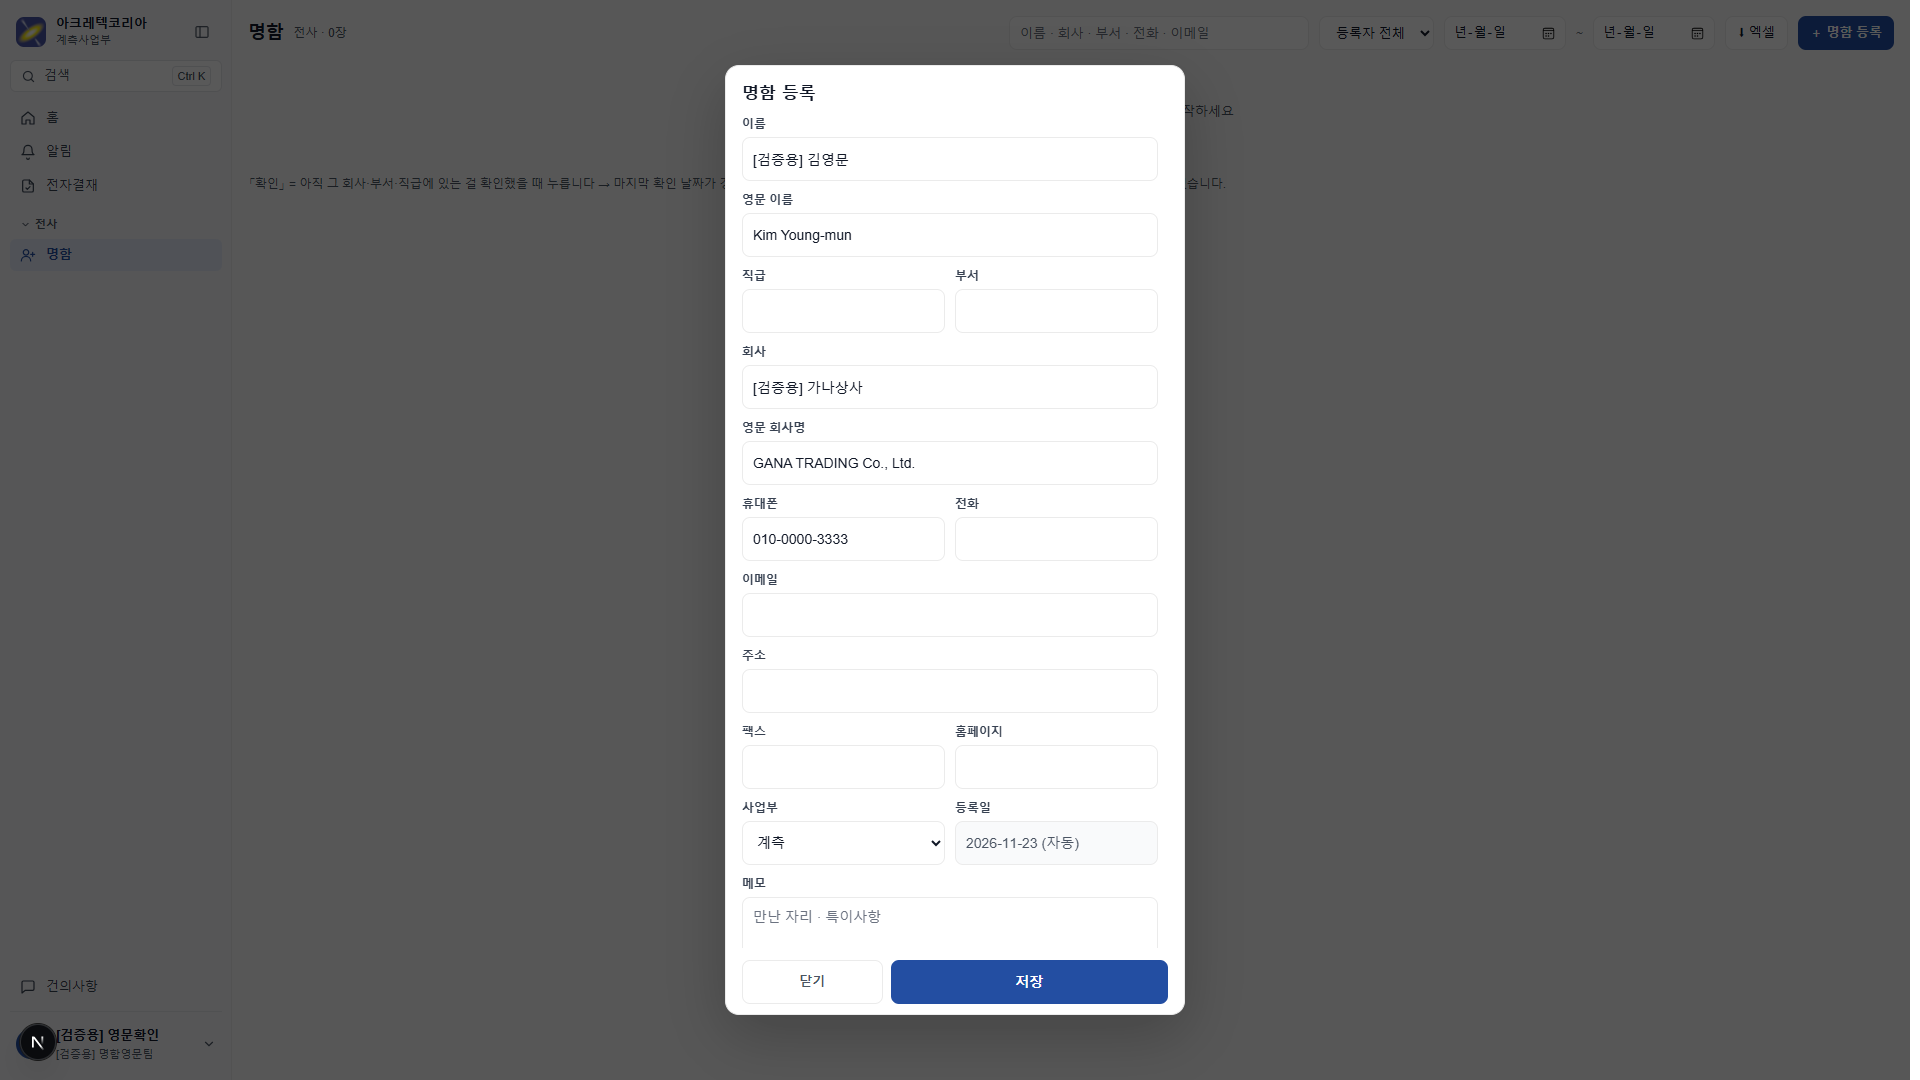 아크레텍코리아
계측사업부
검색
Ctrl K
홈
알림
전자결재
전사
명함
건의사항
N
[검증용] 영문확인
[검증용] 명함영문팀
명함 전사 · 0장
이름 · 회사 · 부서 · 전화 · 이메일
등록자 전체
년-월-일
~
년-월-일
엑셀
+ 명함 등록
작하세요
「확인」 = 아직 그 회사·부서·직급에 있는 걸 확인했을 때 누릅니다 → 마지막 확인 날짜가
습니다.
명함 등록
이름
[검증용] 김영문
영문 이름
Kim Young-mun
직급
부서
회사
[검증용] 가나상사
영문 회사명
GANA TRADING Co., Ltd.
휴대폰
010-0000-3333
전화
이메일
주소
팩스
홈페이지
사업부
계측
등록일
2026-11-23 (자동)
메모
만난 자리 · 특이사항
닫기
저장